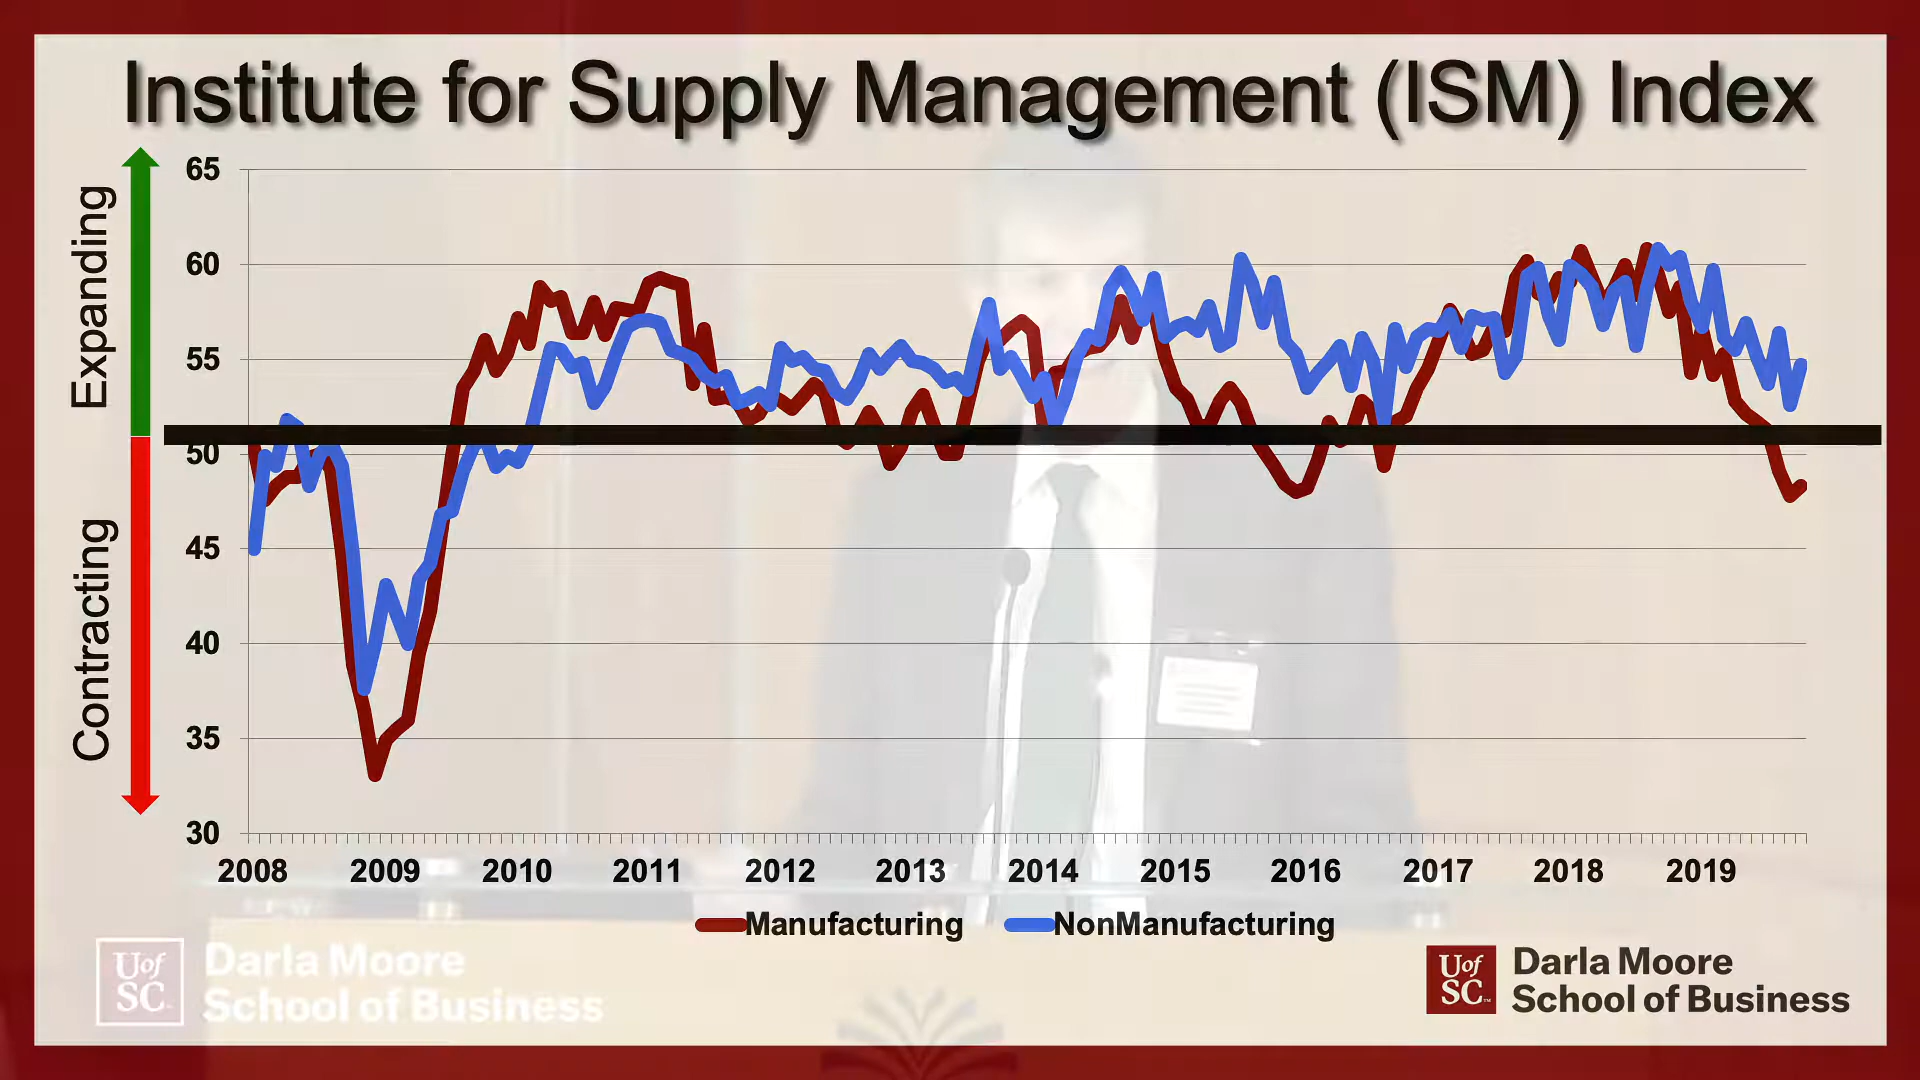 Institute for Supply Management (ISM) Index
Expanding
Contracting
65
60
55
50
45
40
35
30
2008 2009 2010 2011 2012 2013 2014 2015 2016 2017 2018 2019
Manufacturing NonManufacturing
UofSC
Darla Moore
School of Business
UofSC
Darla Moore
School of Business